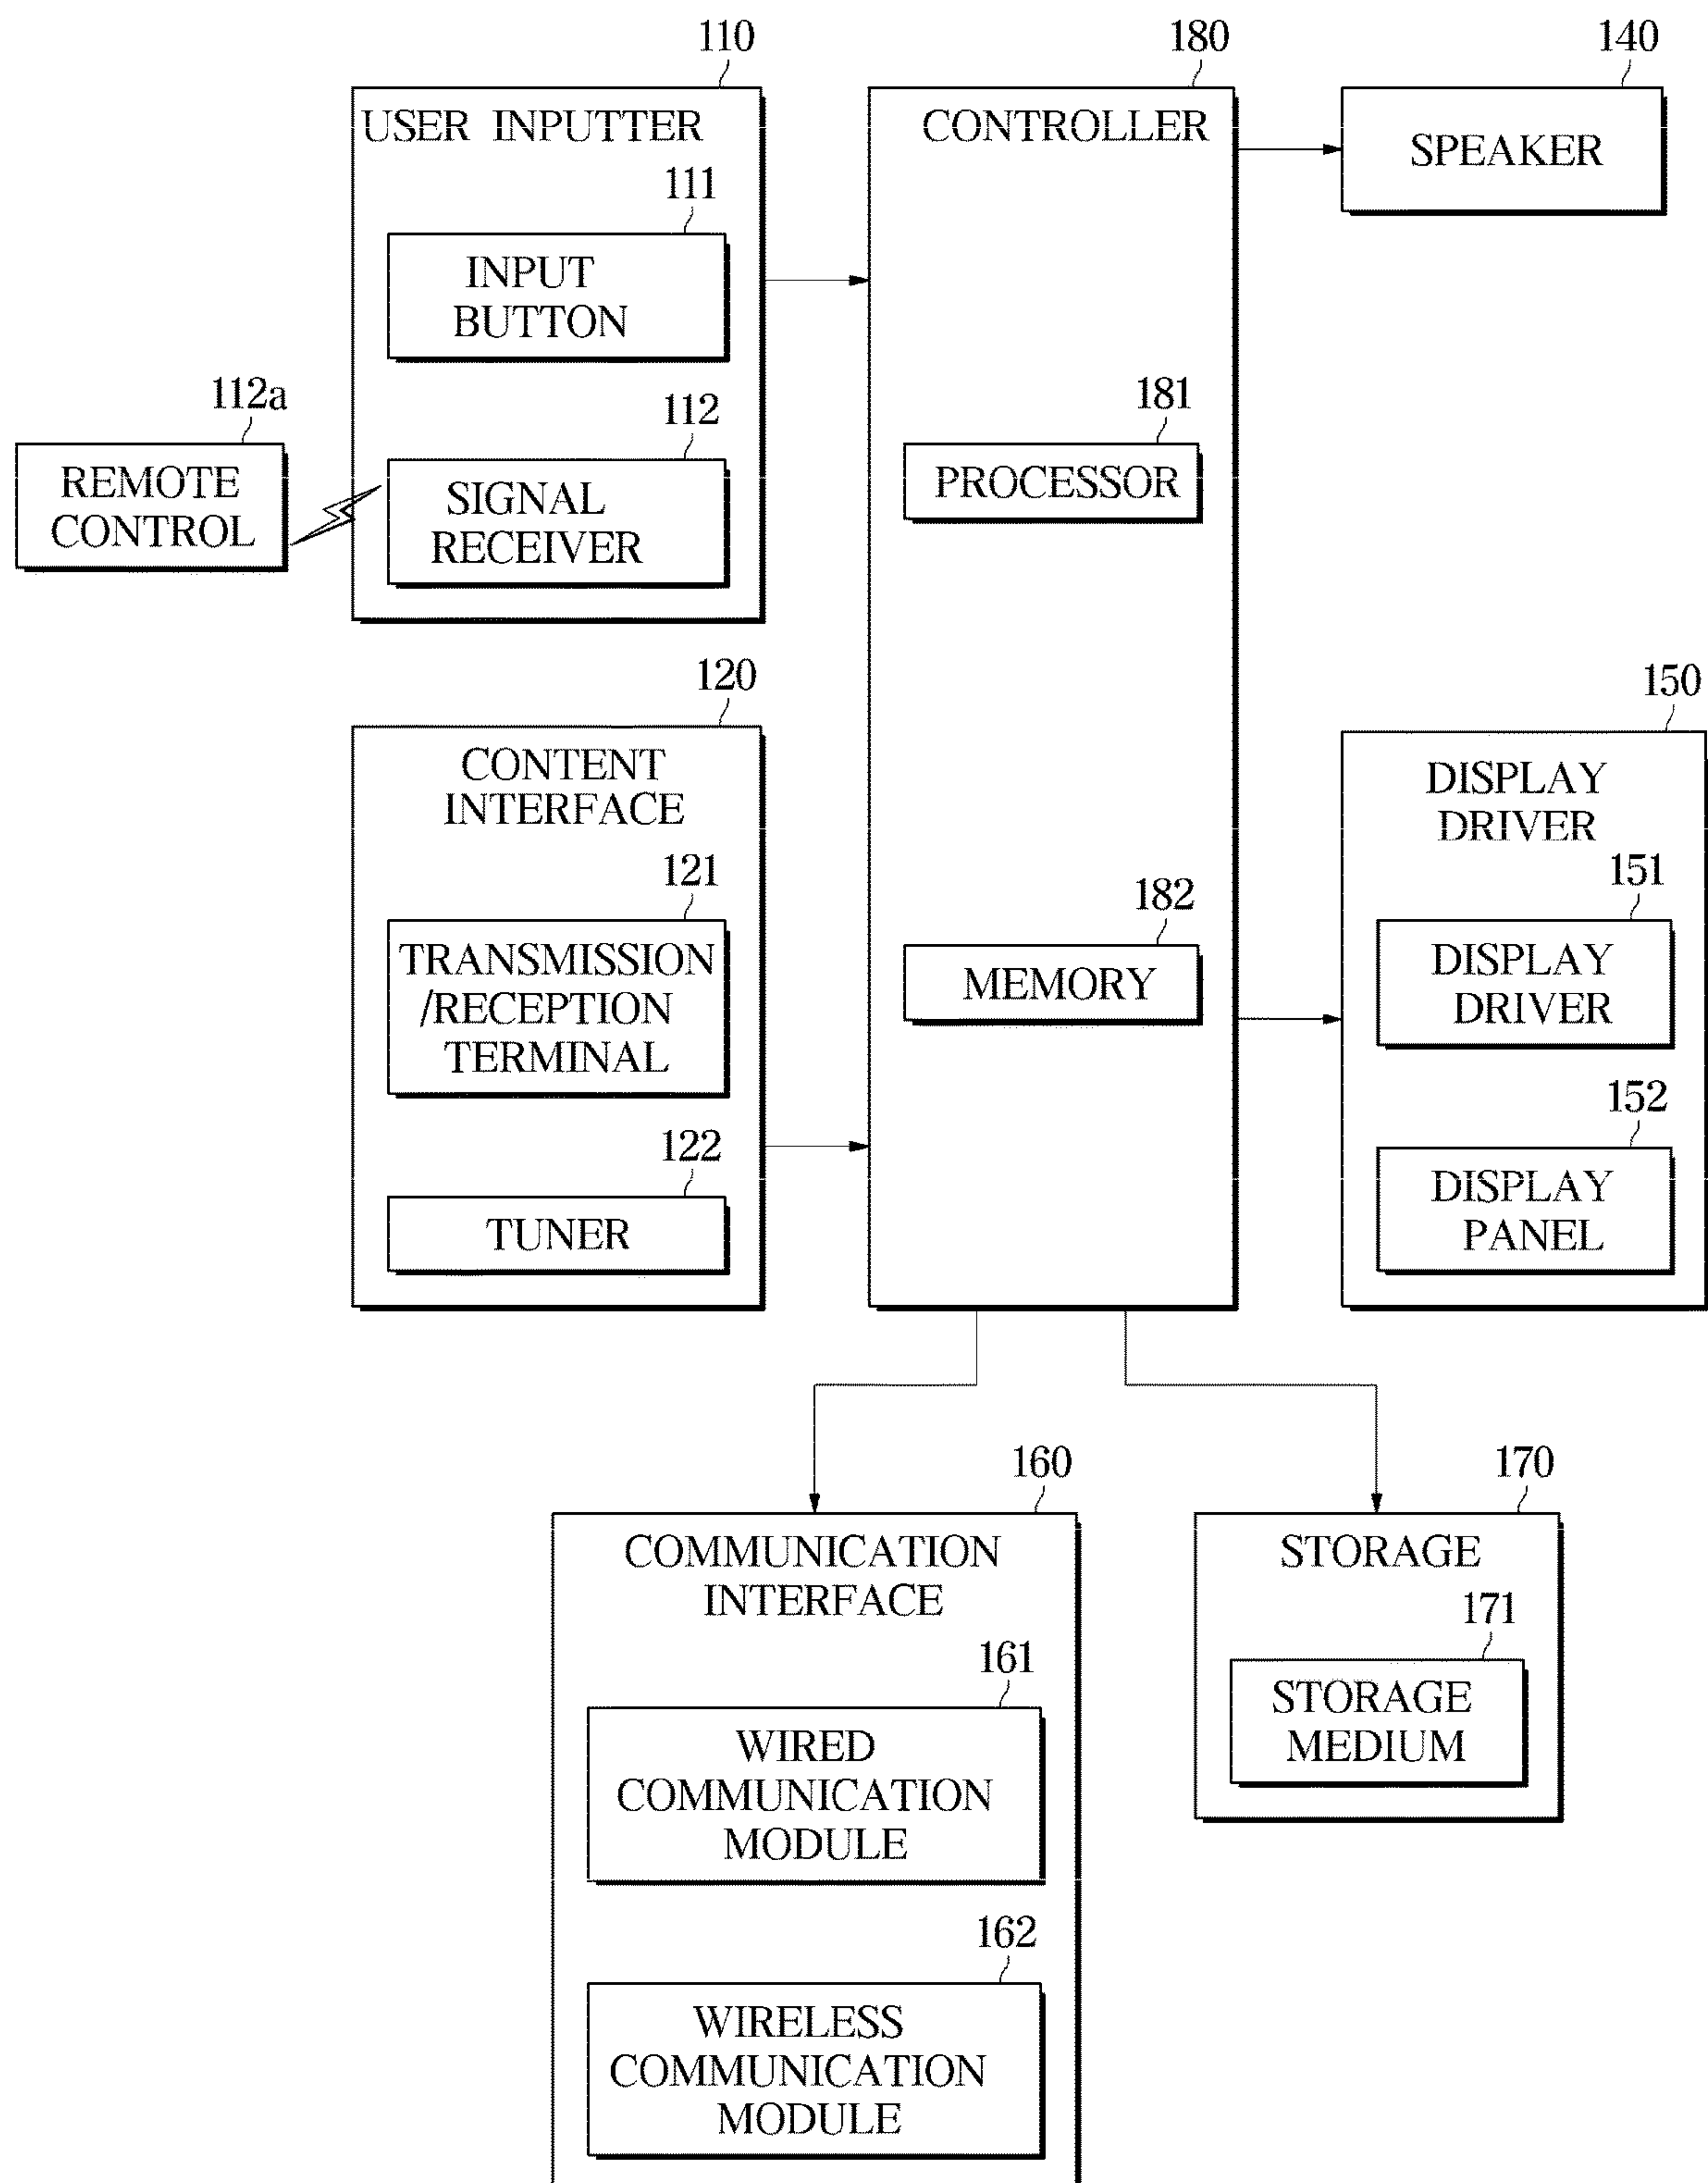 110
USER INPUTTER
111
INPUT
BUTTON
112a
REMOTE
CONTROL
112
SIGNAL
RECEIVER
120
CONTENT
INTERFACE
121
TRANSMISSION
/RECEPTION
TERMINAL
122
TUNER
180
CONTROLLER
181
PROCESSOR
182
MEMORY
140
SPEAKER
150
DISPLAY
DRIVER
151
DISPLAY
DRIVER
152
DISPLAY
PANEL
160
COMMUNICATION
INTERFACE
161
WIRED
COMMUNICATION
MODULE
162
WIRELESS
COMMUNICATION
MODULE
170
STORAGE
171
STORAGE
MEDIUM